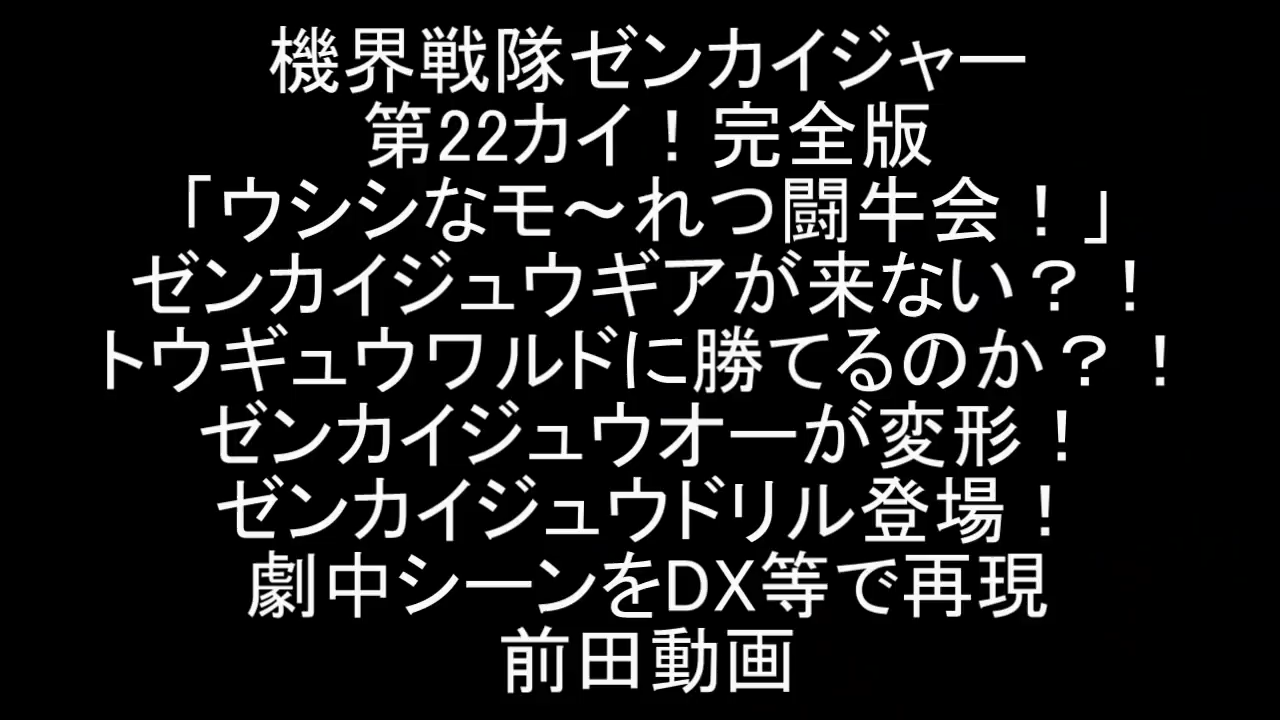 機界戦隊ゼンカイジャー
第22カイ！完全版
「ウシシなモ～れつ闘牛会！」
ゼンカイジュウギアが来ない？！
トウギュウワルドに勝てるのか？！
ゼンカイジュウオーが変形！
ゼンカイジュウドリル登場！
劇中シーンをDX等で再現
前田動画